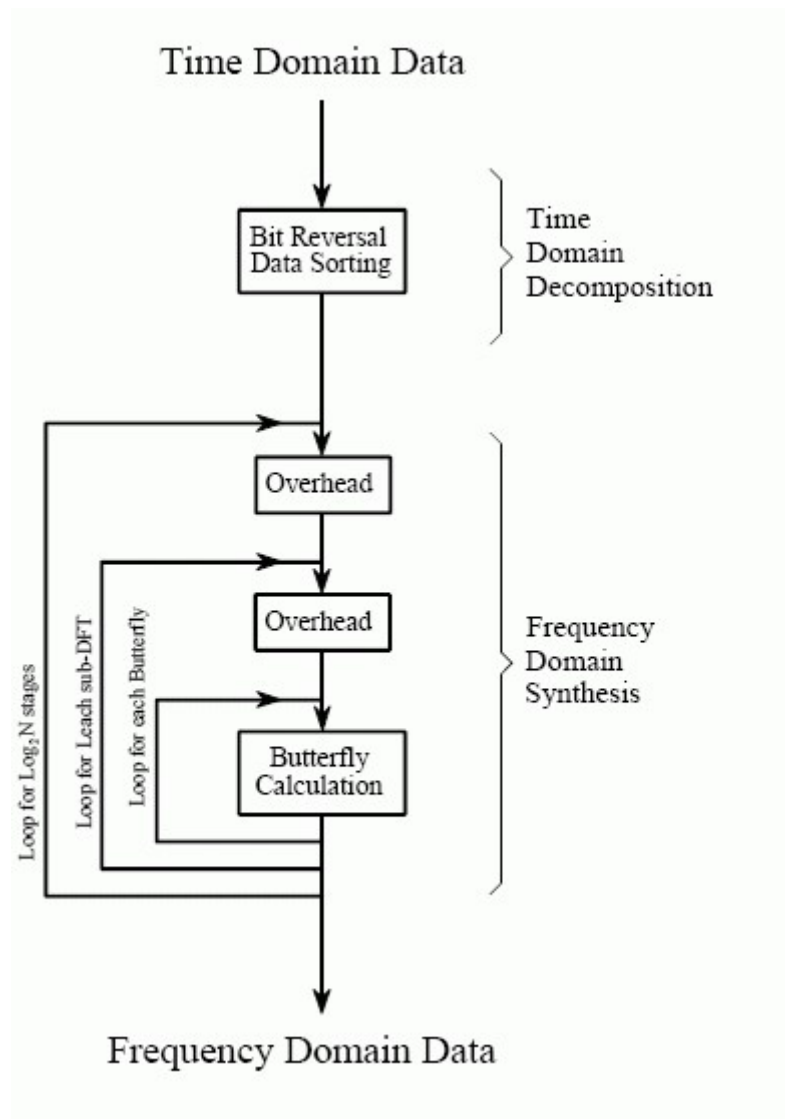 Time Domain Data
Bit Reversal
Data Sorting
Time
Domain
Decomposition
Overhead
Overhead
Butterfly
Calculation
Loop for Log₂N stages
Loop for Leach sub-DFT
Loop for each Butterfly
Frequency
Domain
Synthesis
Frequency Domain Data